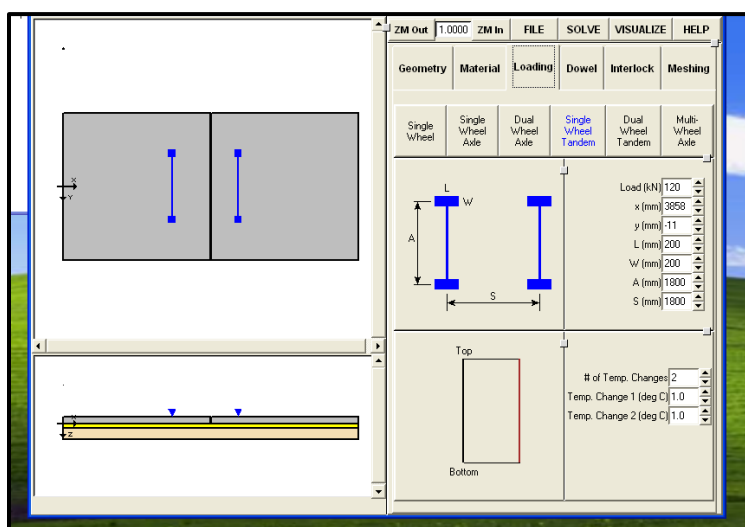 ZM Out 1.0000 ZM In FILE SOLVE VISUALIZE HELP
Geometry Material Loading Dowel Interlock Meshing
Single Wheel
Single Wheel Axle
Dual Wheel Axle
Single Wheel Tandem
Dual Wheel Tandem
Multi-Wheel Axle
X
Y
L
W
A
S
Load (kN) 120
x (mm) 3858
y (mm) -11
L (mm) 200
W (mm) 200
A (mm) 1800
S (mm) 1800
X
Z
Top
Bottom
# of Temp. Changes 2
Temp. Change 1 (deg C) 1.0
Temp. Change 2 (deg C) 1.0